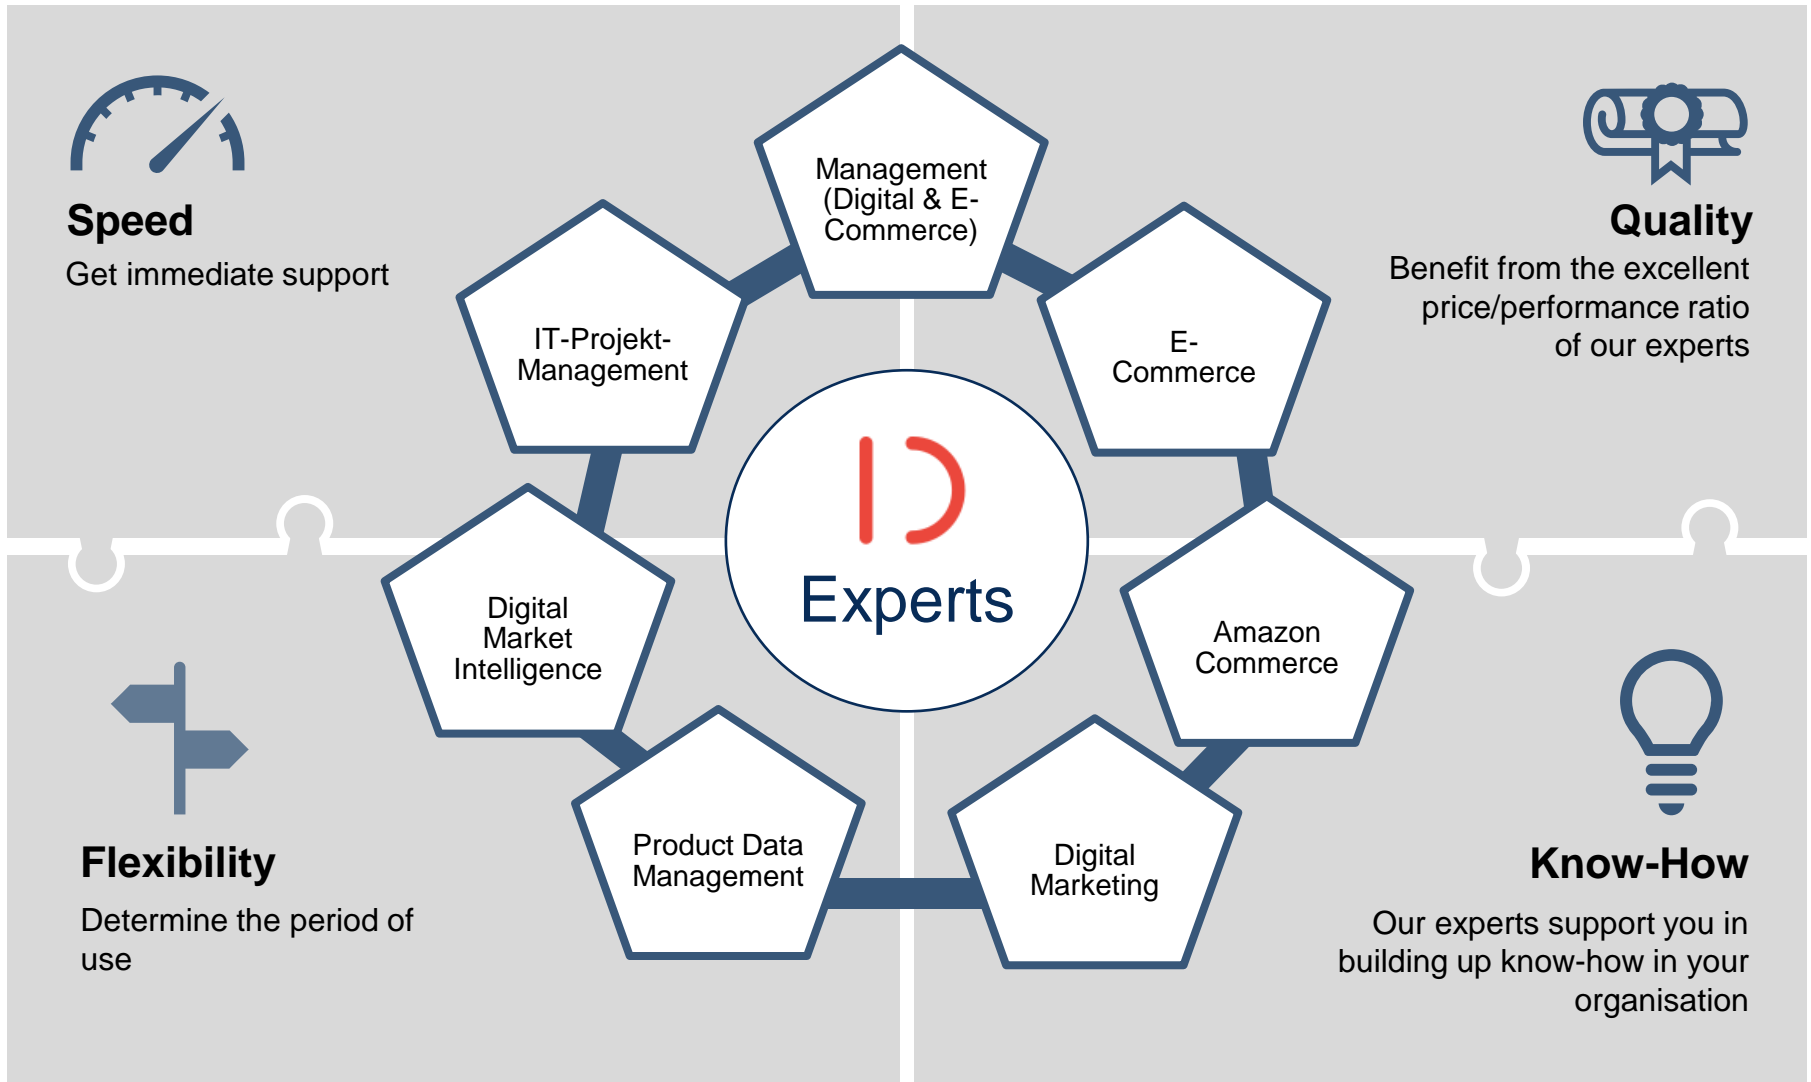 Speed
Get immediate support
Management
(Digital & E-
Commerce)
Quality
Benefit from the excellent
price/performance ratio
of our experts
IT-Projekt-
Management
E-
Commerce
Experts
Digital
Market
Intelligence
Amazon
Commerce
Product Data
Management
Digital
Marketing
Flexibility
Determine the period of
use
Know-How
Our experts support you in
building up know-how in your
organisation